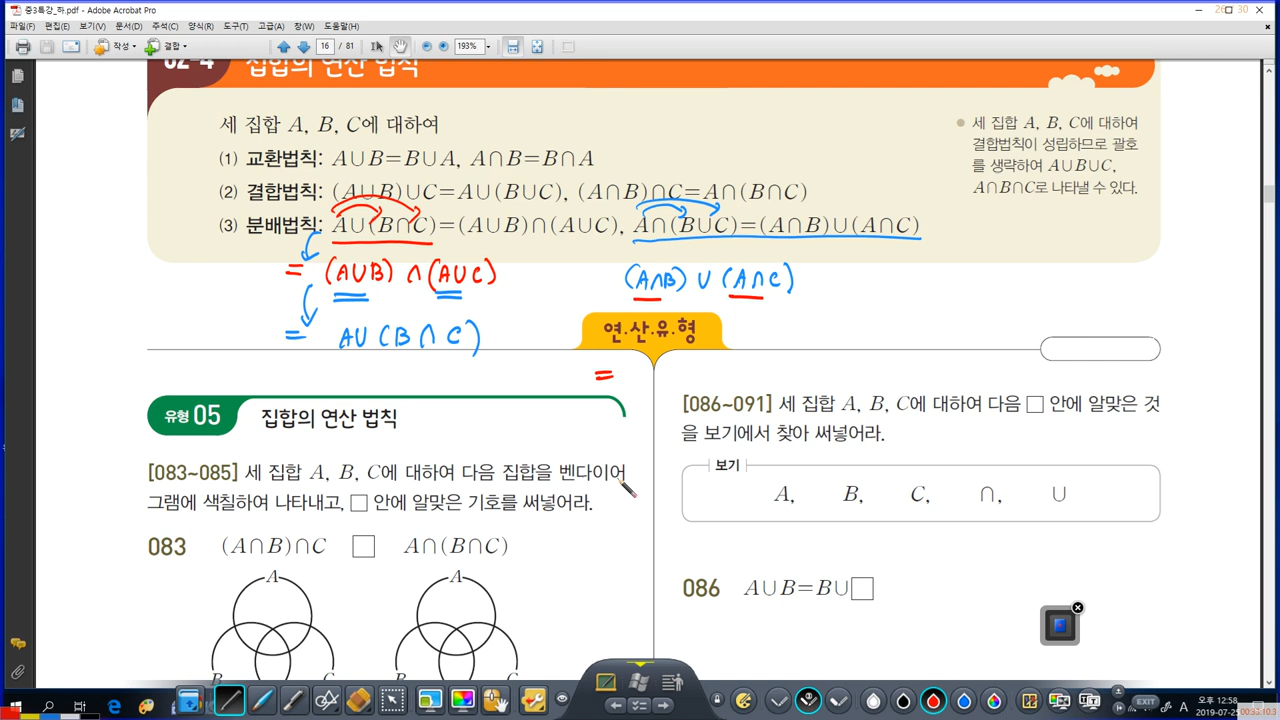 중3특강_하.pdf - Adobe Acrobat Pro
파일(F) 편집(E) 보기(V) 문서(D) 주석(C) 양식(R) 도구(T) 고급(A) 창(W) 도움말(H)
작성 결합 16 / 81 193%
02-4 집합의 연산 법칙
세 집합 A, B, C에 대하여
(1) 교환법칙: A∪B=B∪A, A∩B=B∩A
(2) 결합법칙: (A∪B)∪C=A∪(B∪C), (A∩B)∩C=A∩(B∩C)
(3) 분배법칙: A∪(B∩C)=(A∪B)∩(A∪C), A∩(B∪C)=(A∩B)∪(A∩C)
세 집합 A, B, C에 대하여
결합법칙이 성립하므로 괄호
를 생략하여 A∪B∪C,
A∩B∩C로 나타낼 수 있다.
= (A∪B) ∩ (A∪C) (A∩B) ∪ (A∩C)
= A∪(B∩C)
연·산·유·형
=
유형 05 집합의 연산 법칙
[083~085] 세 집합 A, B, C에 대하여 다음 집합을 벤다이어
그램에 색칠하여 나타내고, □ 안에 알맞은 기호를 써넣어라.
083 (A∩B)∩C □ A∩(B∩C)
A A
B C B C
[086~091] 세 집합 A, B, C에 대하여 다음 □ 안에 알맞은 것
을 보기에서 찾아 써넣어라.
보기
A, B, C, ∩, ∪
086 A∪B=B∪□
EXIT
A 오후 12:58